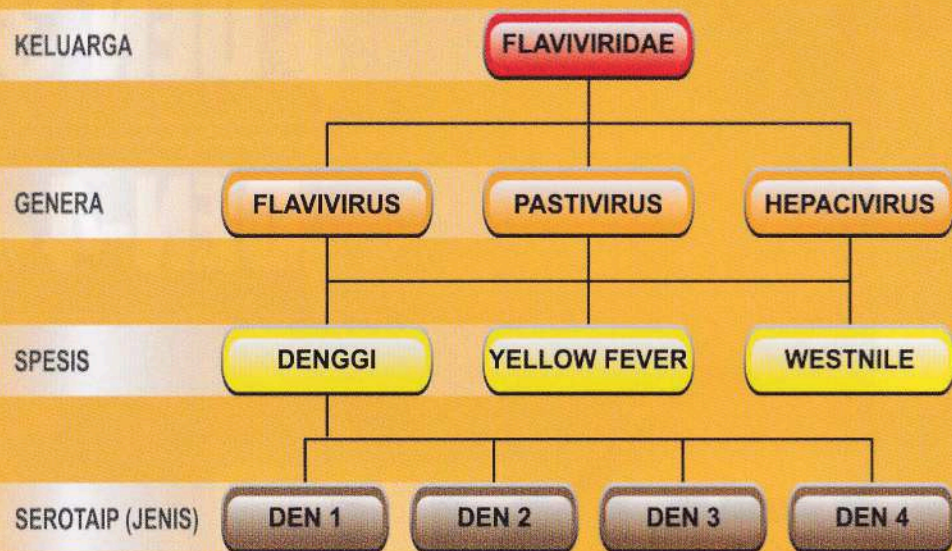 KELUARGA FLAVIVIRIDAE
GENERA FLAVIVIRUS PASTIVIRUS HEPACIVIRUS
SPESIS DENGGI YELLOW FEVER WESTNILE
SEROTAIP (JENIS) DEN 1 DEN 2 DEN 3 DEN 4